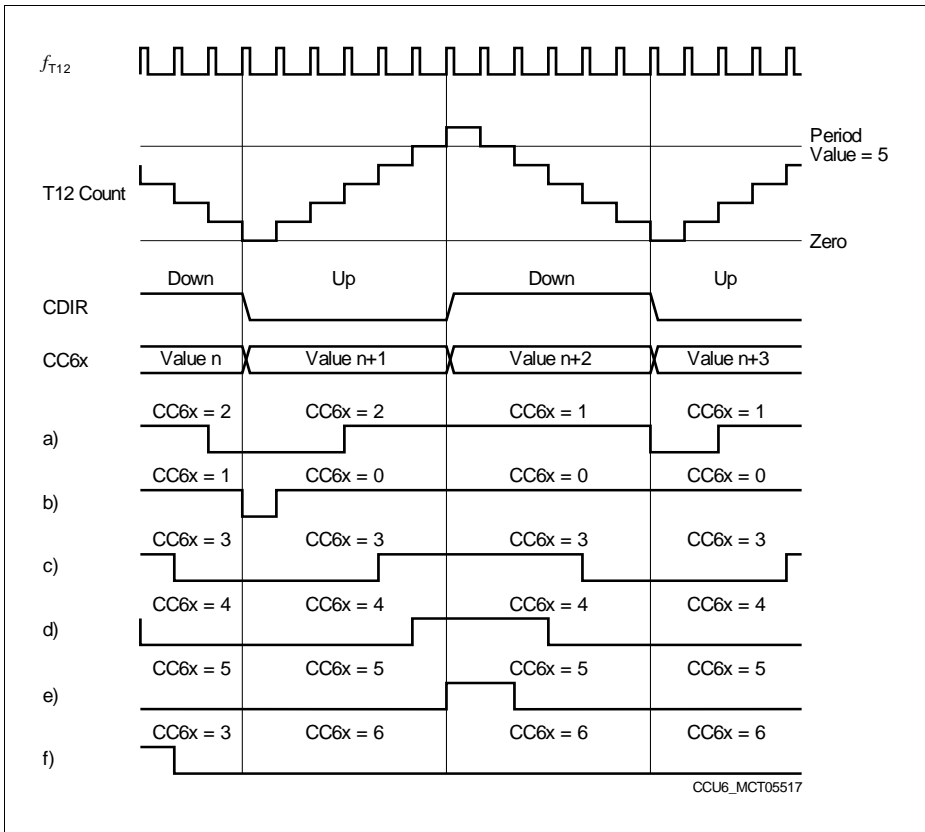 fT12
Period
Value = 5
T12 Count
Zero
Down Up Down Up
CDIR
CC6x Value n Value n+1 Value n+2 Value n+3
CC6x = 2 CC6x = 2 CC6x = 1 CC6x = 1
a)
CC6x = 1 CC6x = 0 CC6x = 0 CC6x = 0
b)
CC6x = 3 CC6x = 3 CC6x = 3 CC6x = 3
c)
CC6x = 4 CC6x = 4 CC6x = 4 CC6x = 4
d)
CC6x = 5 CC6x = 5 CC6x = 5 CC6x = 5
e)
CC6x = 3 CC6x = 6 CC6x = 6 CC6x = 6
f)
CCU6_MCT05517